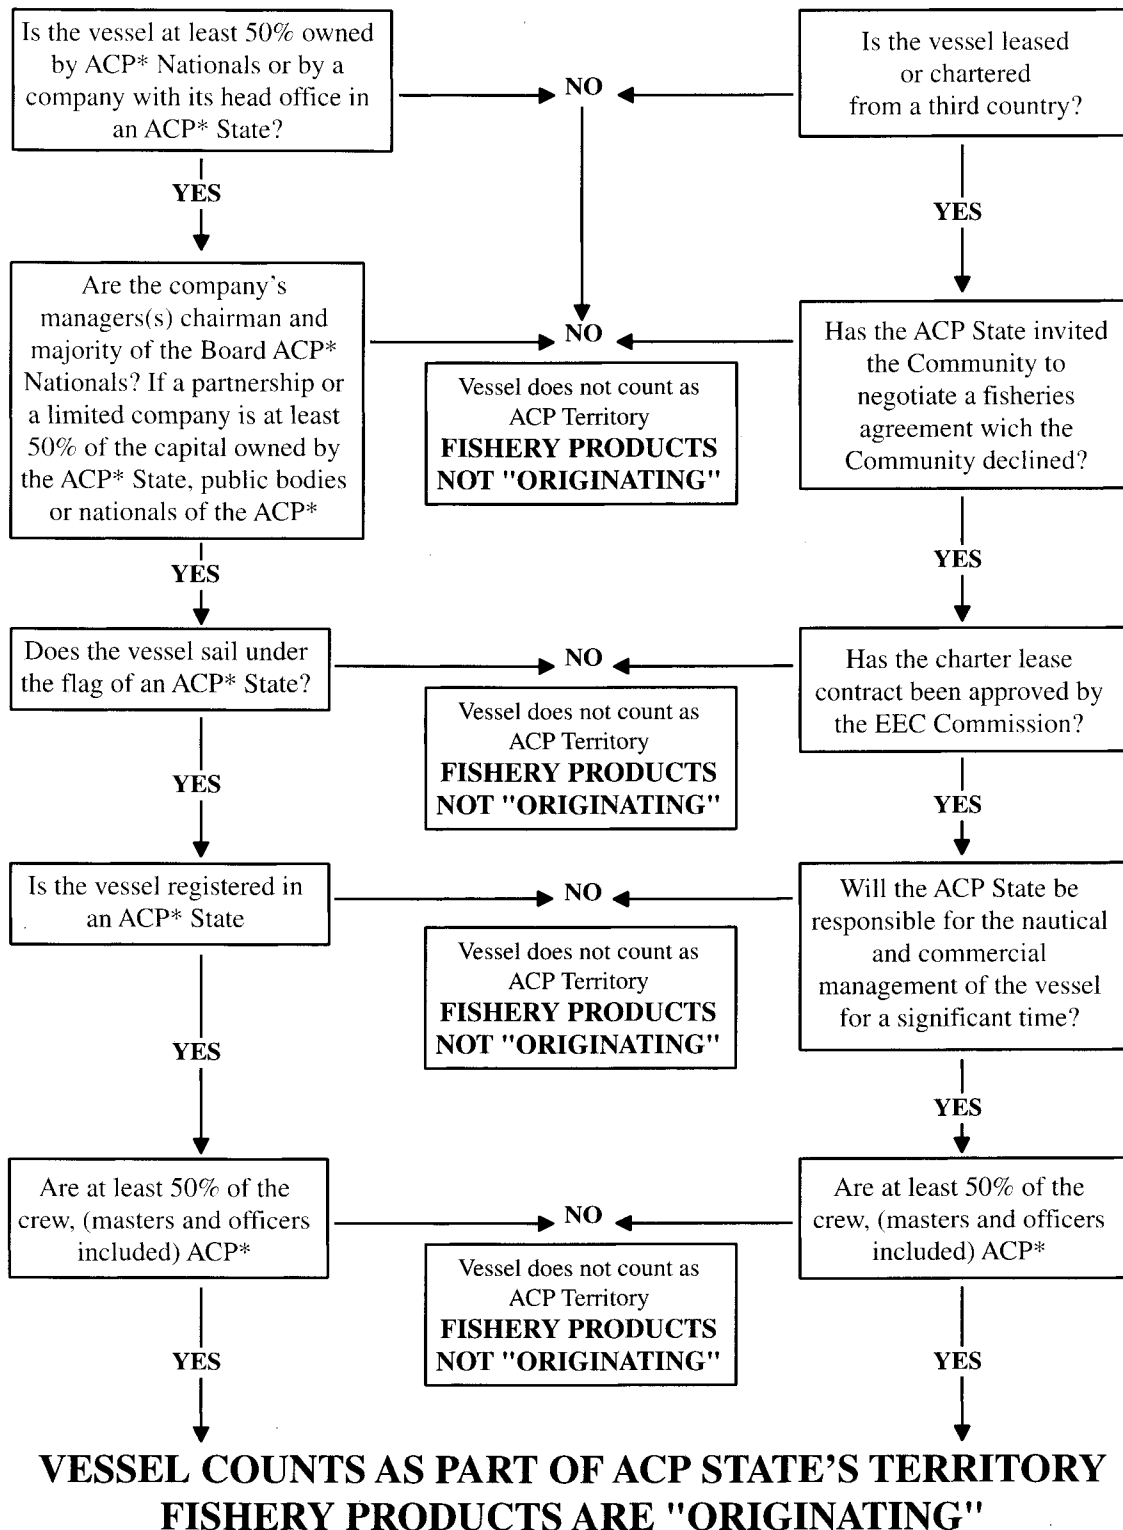 Is the vessel at least 50% owned
by ACP* Nationals or by a
company with its head office in
an ACP* State?
NO
Is the vessel leased
or chartered
from a third country?
YES
YES
Are the company's
managers(s) chairman and
majority of the Board ACP*
Nationals? If a partnership or
a limited company is at least
50% of the capital owned by
the ACP* State, public bodies
or nationals of the ACP*
NO
Vessel does not count as
ACP Territory
FISHERY PRODUCTS
NOT "ORIGINATING"
Has the ACP State invited
the Community to
negotiate a fisheries
agreement wich the
Community declined?
YES
YES
Does the vessel sail under
the flag of an ACP* State?
NO
Vessel does not count as
ACP Territory
FISHERY PRODUCTS
NOT "ORIGINATING"
Has the charter lease
contract been approved by
the EEC Commission?
YES
YES
Is the vessel registered in
an ACP* State
NO
Vessel does not count as
ACP Territory
FISHERY PRODUCTS
NOT "ORIGINATING"
Will the ACP State be
responsible for the nautical
and commercial
management of the vessel
for a significant time?
YES
YES
Are at least 50% of the
crew, (masters and officers
included) ACP*
NO
Vessel does not count as
ACP Territory
FISHERY PRODUCTS
NOT "ORIGINATING"
Are at least 50% of the
crew, (masters and officers
included) ACP*
YES
YES
VESSEL COUNTS AS PART OF ACP STATE'S TERRITORY
FISHERY PRODUCTS ARE "ORIGINATING"